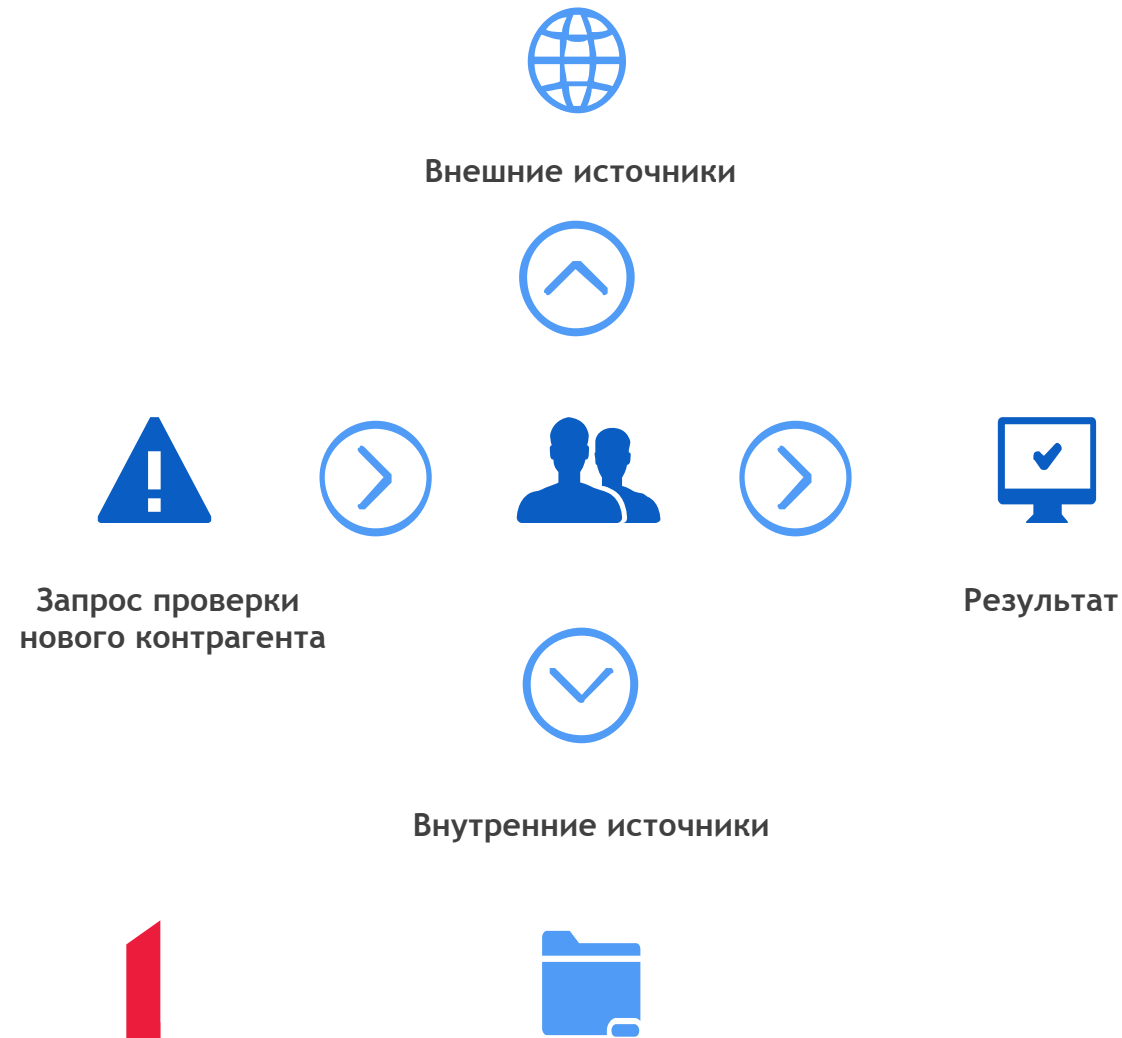 Внешние источники
Запрос проверки
нового контрагента
Результат
Внутренние источники